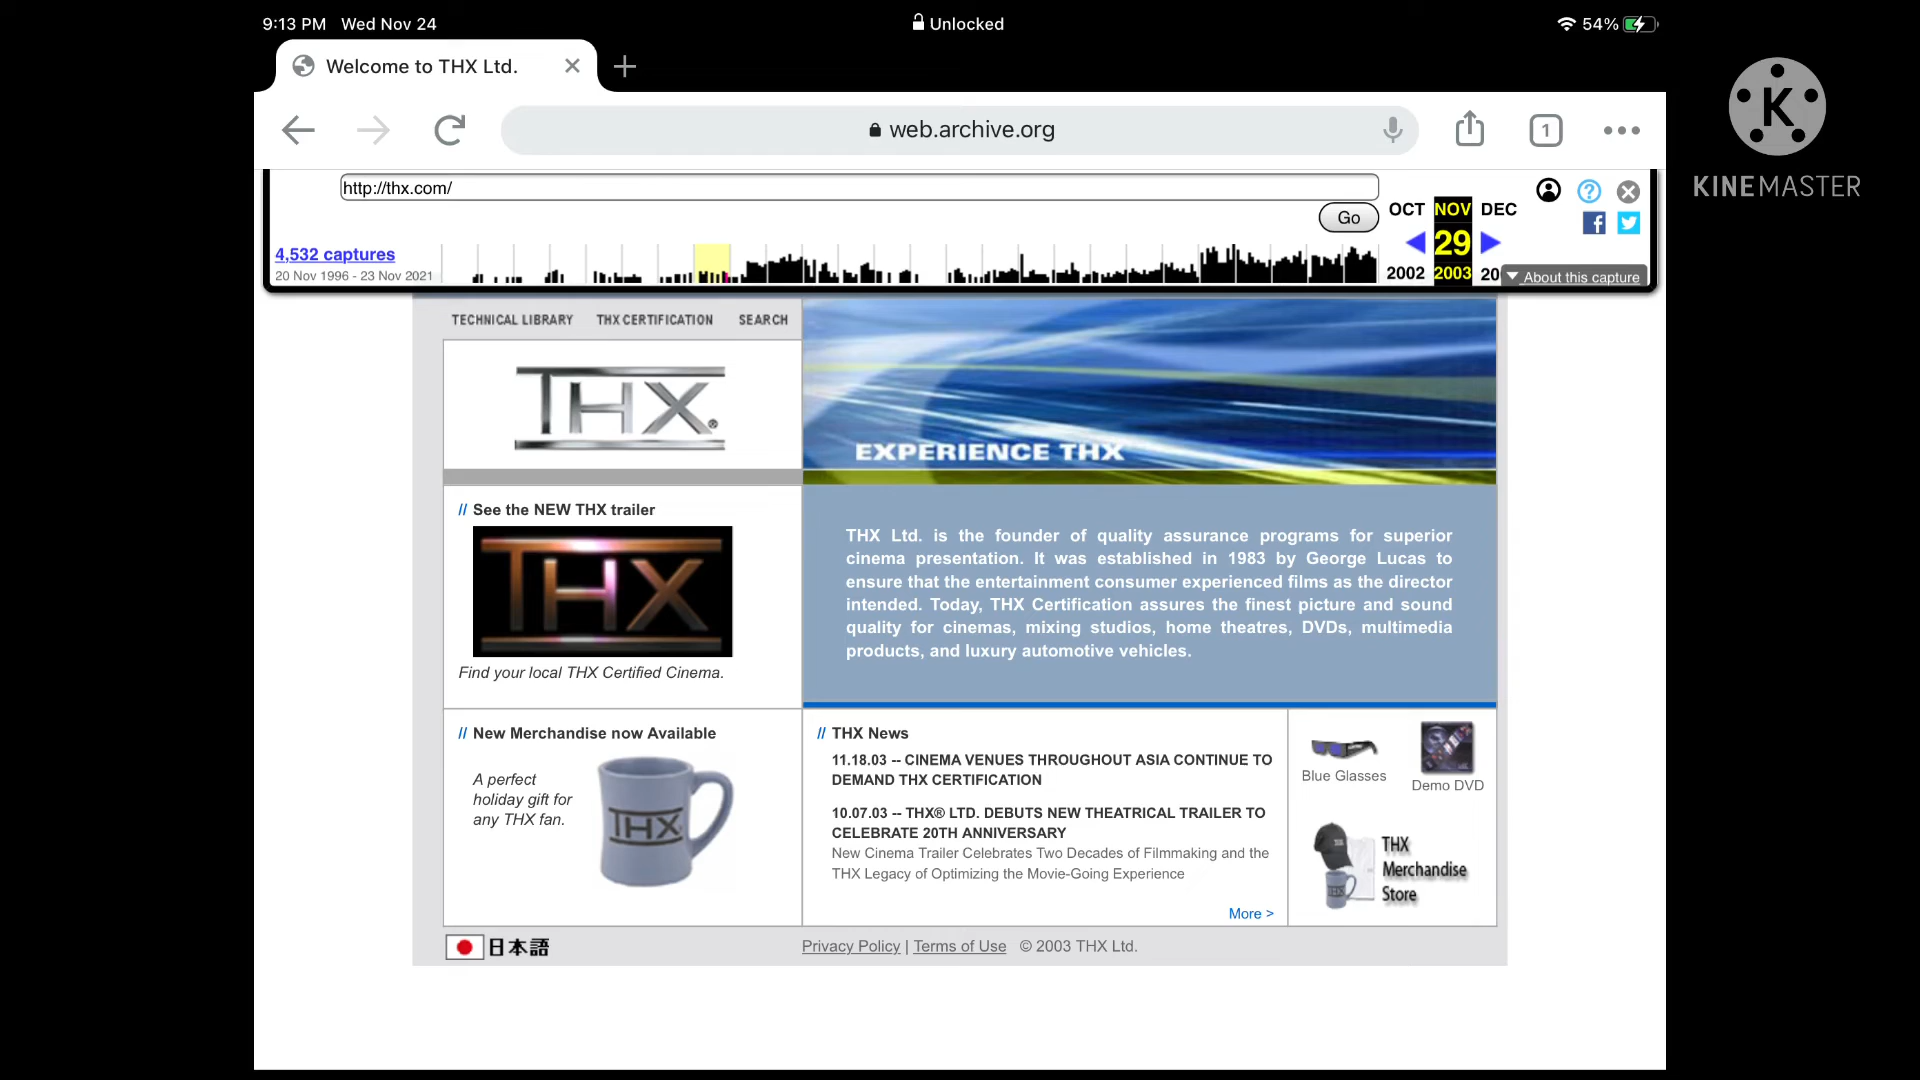 9:13 PM Wed Nov 24
Unlocked
54%
Welcome to THX Ltd.
web.archive.org
1
K
KINEMASTER
http://thx.com/
Go
OCT NOV DEC
29
2002 2003 20
4,532 captures
20 Nov 1996 - 23 Nov 2021
About this capture
TECHNICAL LIBRARY THX CERTIFICATION SEARCH
THX®
EXPERIENCE THX
// See the NEW THX trailer
THX
Find your local THX Certified Cinema.
THX Ltd. is the founder of quality assurance programs for superior
cinema presentation. It was established in 1983 by George Lucas to
ensure that the entertainment consumer experienced films as the director
intended. Today, THX Certification assures the finest picture and sound
quality for cinemas, mixing studios, home theatres, DVDs, multimedia
products, and luxury automotive vehicles.
// New Merchandise now Available
A perfect
holiday gift for
any THX fan.
THX
// THX News
11.18.03 -- CINEMA VENUES THROUGHOUT ASIA CONTINUE TO
DEMAND THX CERTIFICATION
10.07.03 -- THX® LTD. DEBUTS NEW THEATRICAL TRAILER TO
CELEBRATE 20TH ANNIVERSARY
New Cinema Trailer Celebrates Two Decades of Filmmaking and the
THX Legacy of Optimizing the Movie-Going Experience
More >
Blue Glasses
Demo DVD
THX
THX
Merchandise
Store
日本語
Privacy Policy | Terms of Use © 2003 THX Ltd.